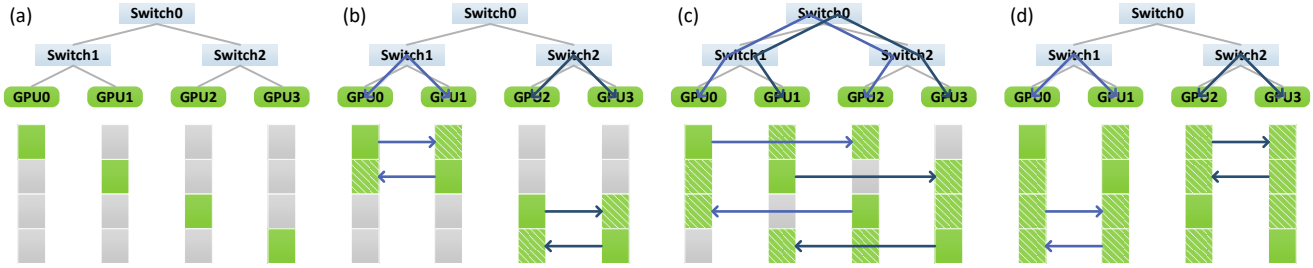 (a) Switch0 (b) Switch0 (c) Switch0 (d) Switch0
Switch1 Switch2 Switch1 Switch2 Switch1 Switch2 Switch1 Switch2
GPU0 GPU1 GPU2 GPU3 GPU0 GPU1 GPU2 GPU3 GPU0 GPU1 GPU2 GPU3 GPU0 GPU1 GPU2 GPU3